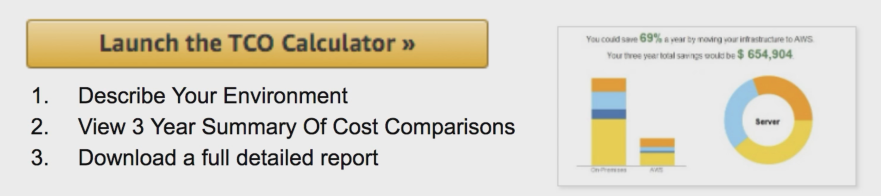 Launch the TCO Calculator »
1. Describe Your Environment
2. View 3 Year Summary Of Cost Comparisons
3. Download a full detailed report
You could save 69% a year by moving your infrastructure to AWS.
Your three year total savings would be $ 654,904.
Server
On-Premises
AWS